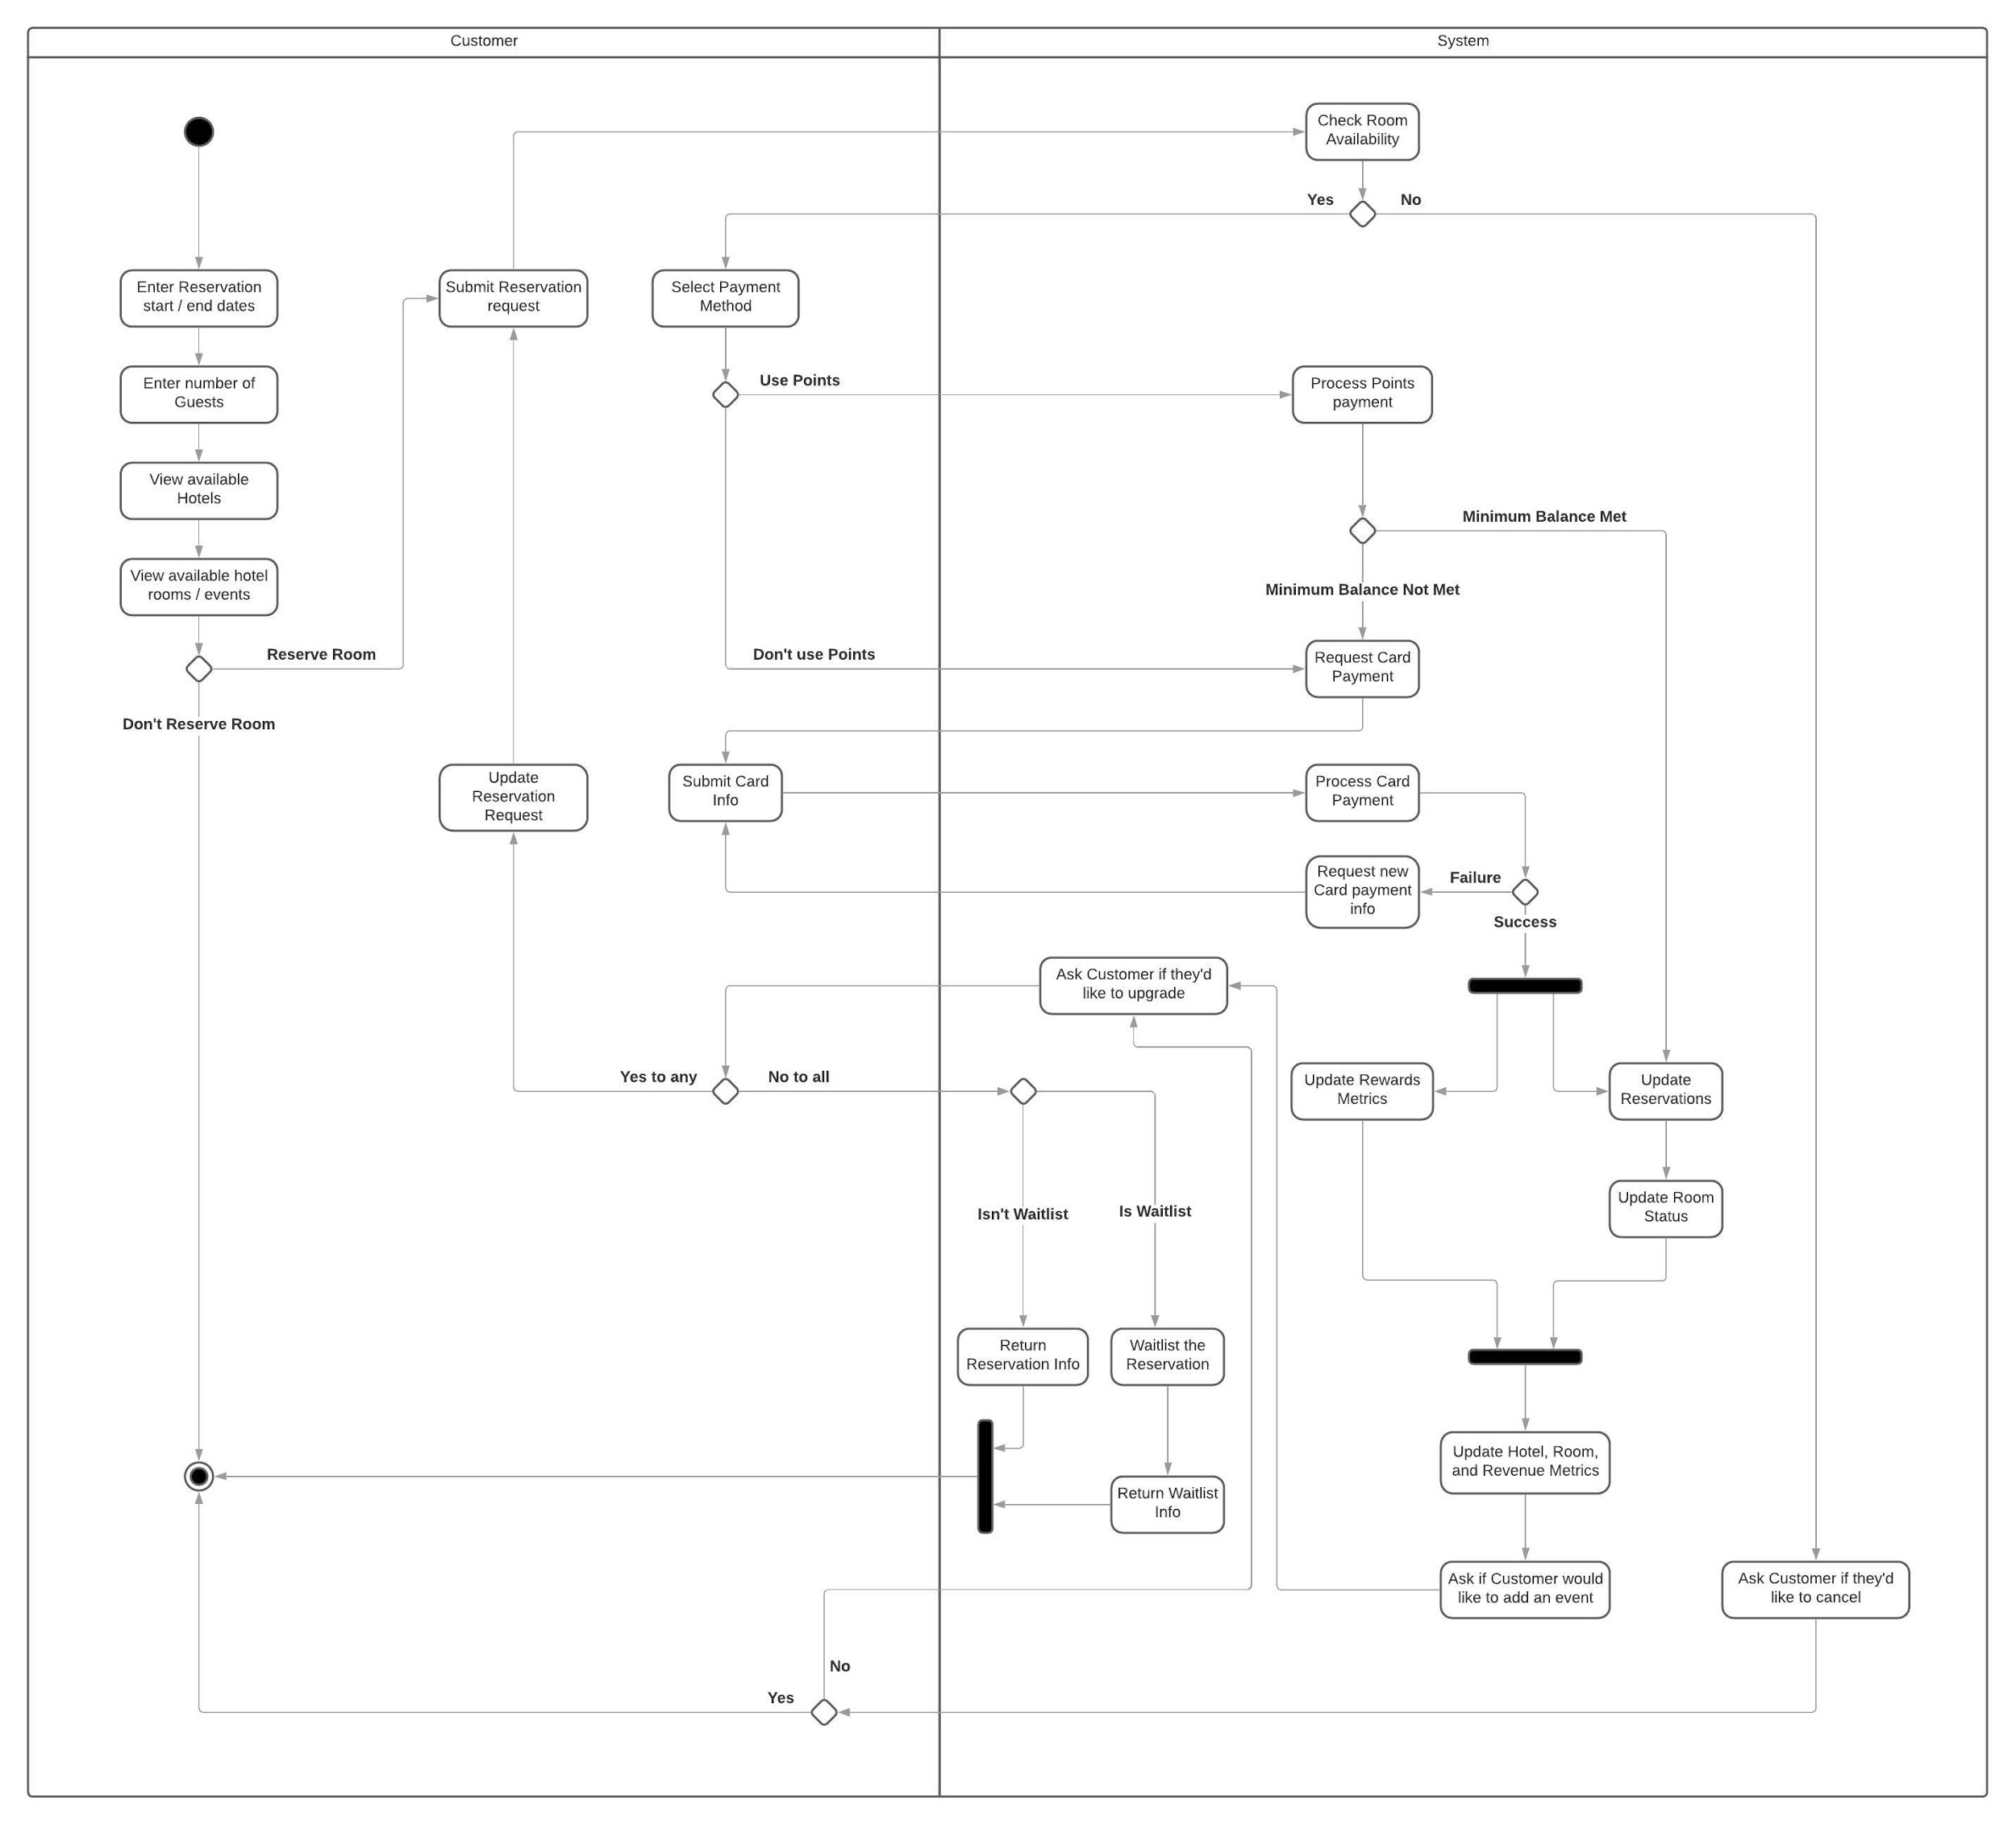 Customer
System
Check Room
Availability
Yes
No
Enter Reservation
start / end dates
Submit Reservation
request
Select Payment
Method
Enter number of
Guests
Use Points
Process Points
payment
View available
Hotels
Minimum Balance Met
View available hotel
rooms / events
Minimum Balance Not Met
Reserve Room
Don't use Points
Request Card
Payment
Don't Reserve Room
Update
Reservation
Request
Submit Card
Info
Process Card
Payment
Request new
Card payment
info
Failure
Success
Ask Customer if they'd
like to upgrade
Yes to any
No to all
Update Rewards
Metrics
Update
Reservations
Isn't Waitlist
Is Waitlist
Update Room
Status
Return
Reservation Info
Waitlist the
Reservation
Update Hotel, Room,
and Revenue Metrics
Return Waitlist
Info
Ask if Customer would
like to add an event
Ask Customer if they'd
like to cancel
No
Yes